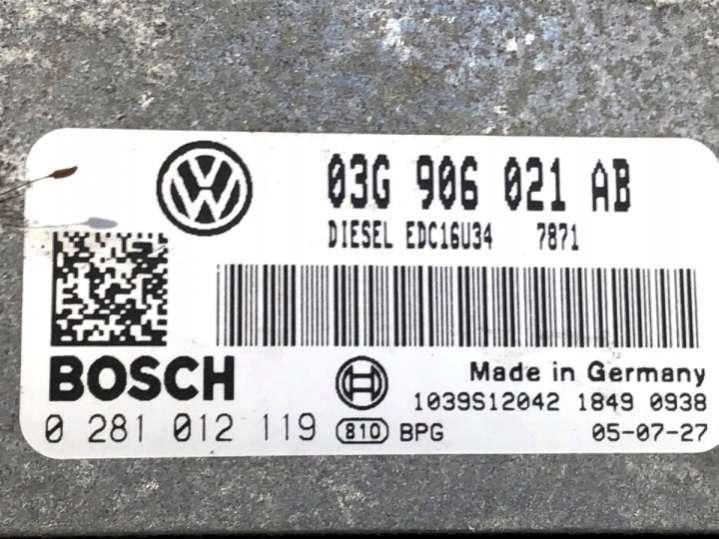 03G 906 021 AB
DIESEL EDC16U34 7871
BOSCH
Made in Germany
1039S12042 1849 0938
0 281 012 119 810 BPG 05-07-27